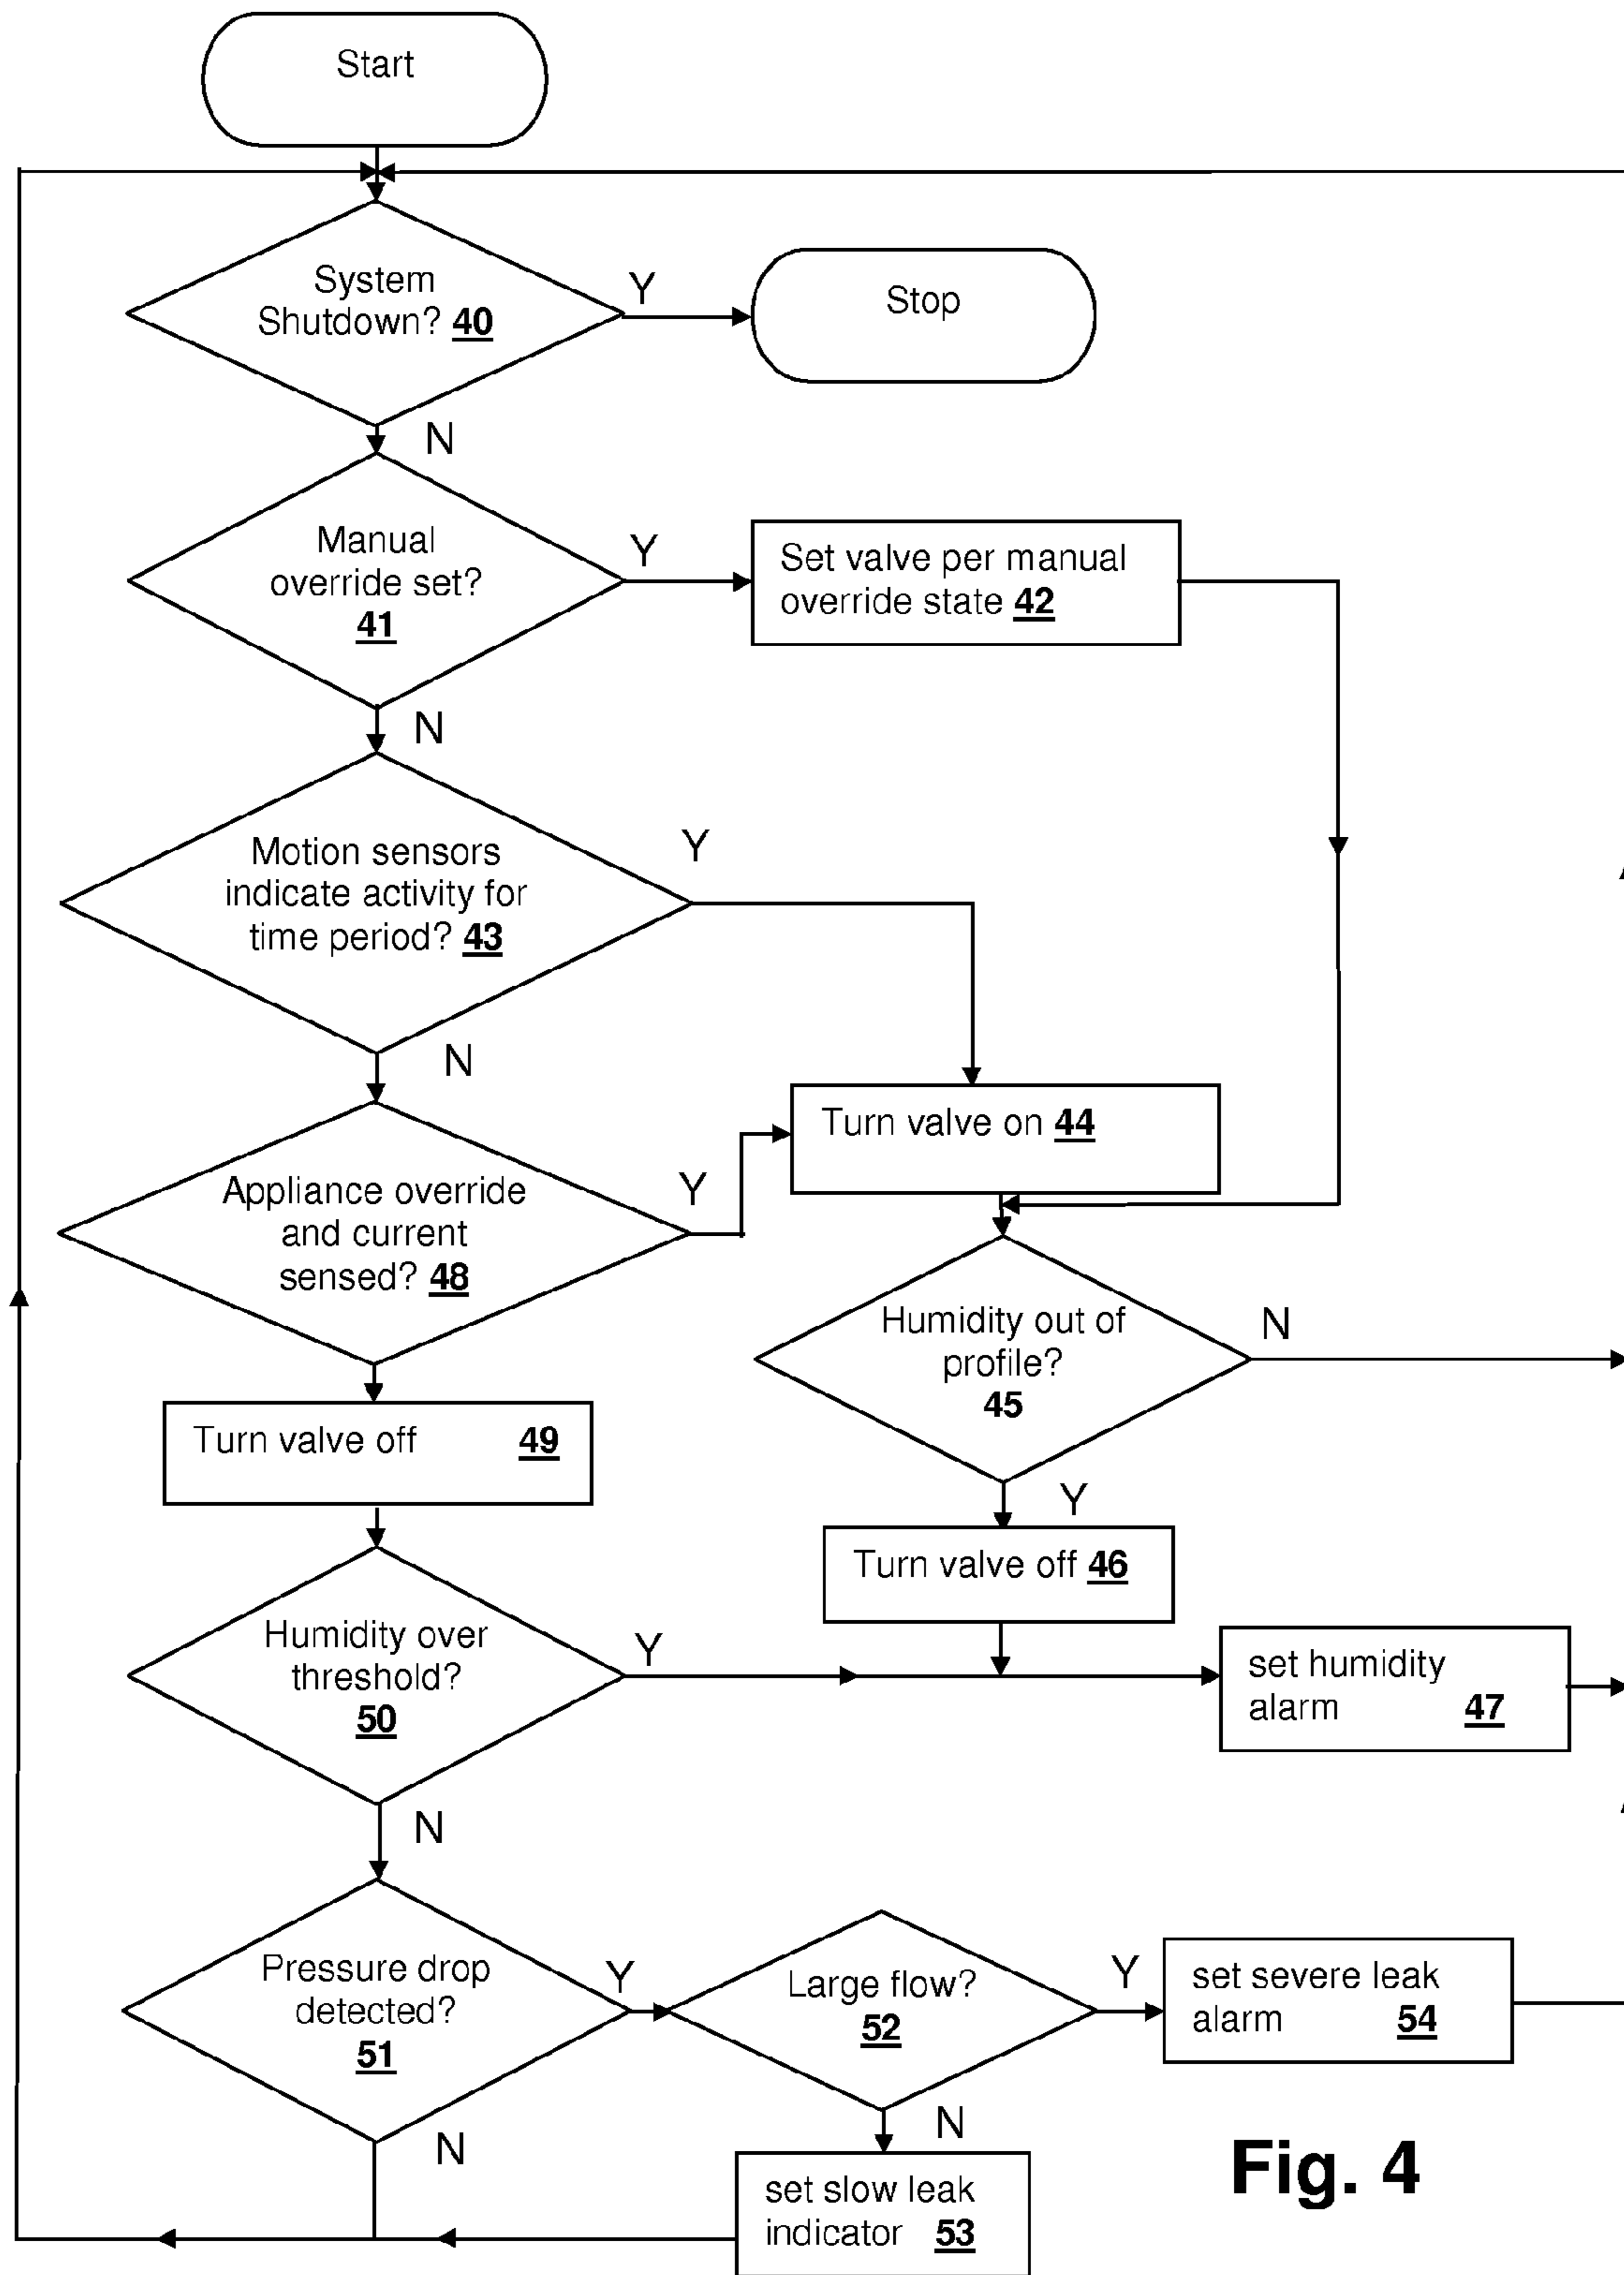 Start
System
Shutdown? 40
Y
Stop
N
Manual
override set?
41
Y
Set valve per manual
override state 42
N
Motion sensors
indicate activity for
time period? 43
Y
N
Turn valve on 44
Appliance override
and current
sensed? 48
Y
Humidity out of
profile?
45
N
Turn valve off 49
Y
Turn valve off 46
Humidity over
threshold?
50
Y
set humidity
alarm 47
N
Pressure drop
detected?
51
Y
Large flow?
52
Y
set severe leak
alarm 54
N
N
set slow leak
indicator 53
Fig. 4